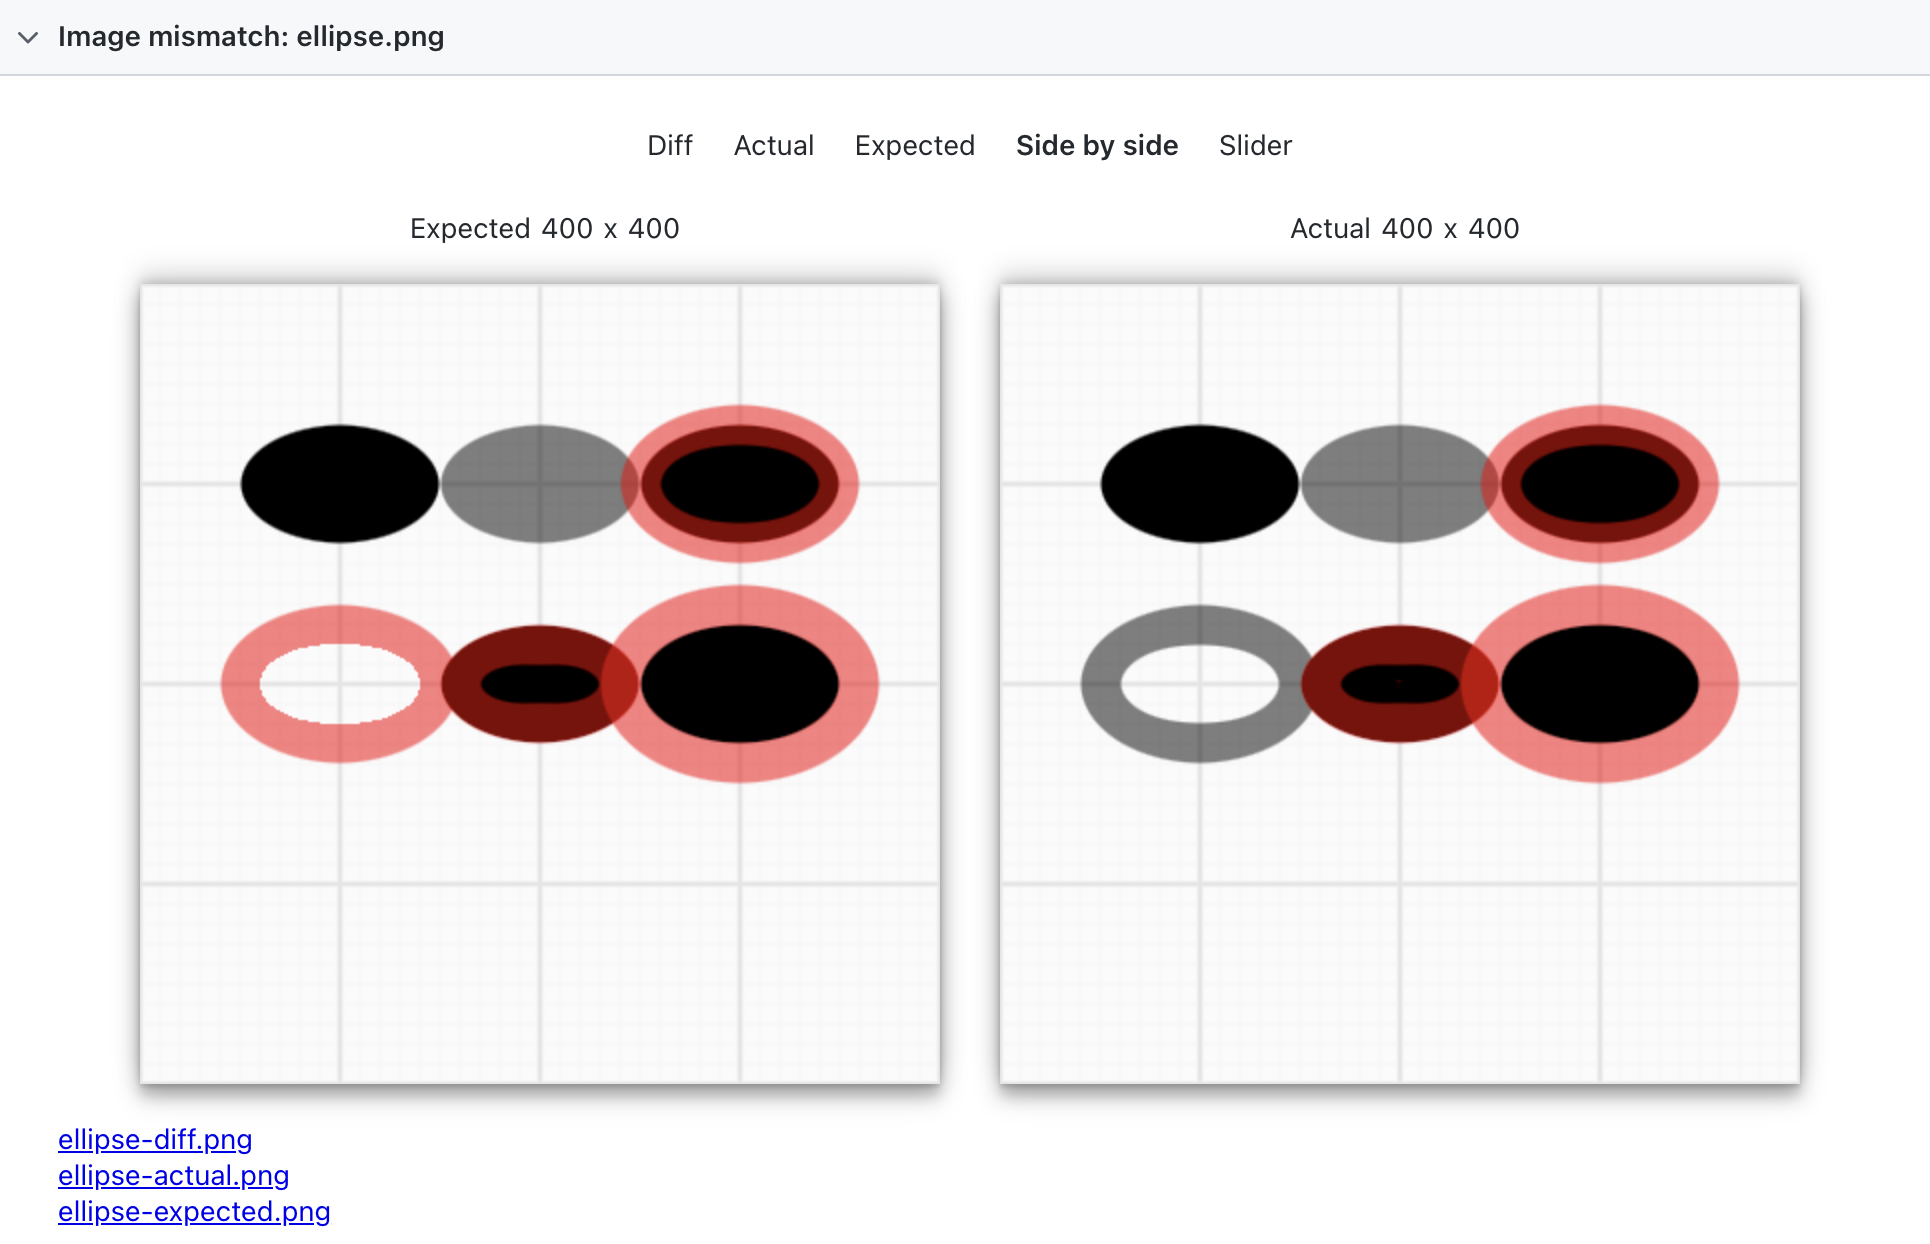 Image mismatch: ellipse.png
Diff Actual Expected Side by side Slider
Expected 400 x 400
Actual 400 x 400
ellipse-diff.png
ellipse-actual.png
ellipse-expected.png